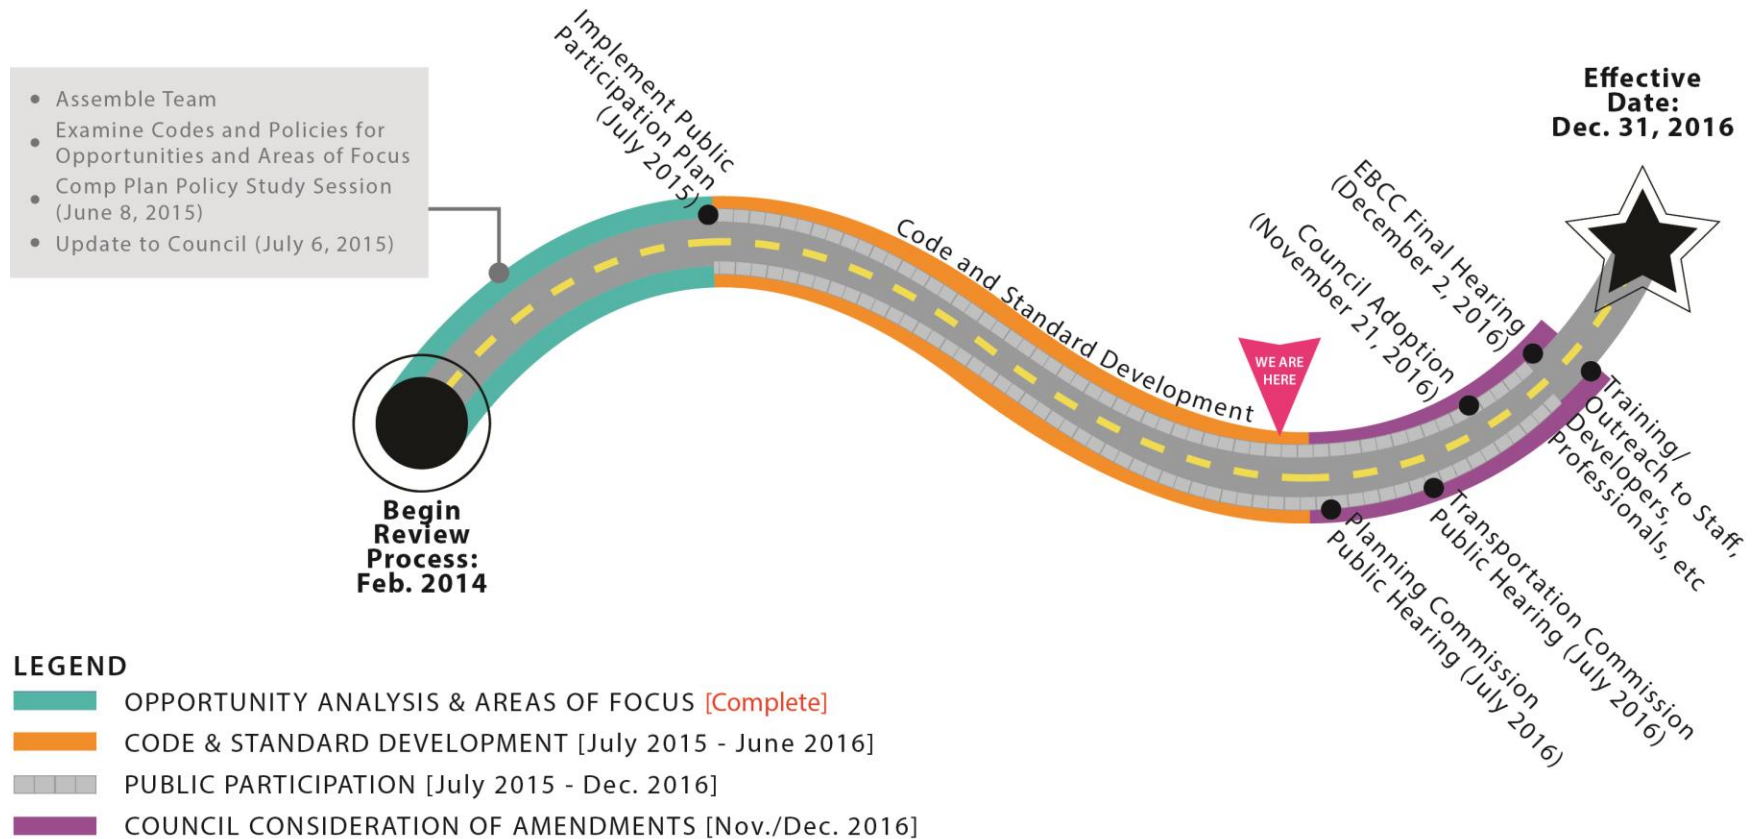 Assemble Team
Examine Codes and Policies for
Opportunities and Areas of Focus
Comp Plan Policy Study Session
(June 8, 2015)
Update to Council (July 6, 2015)
Implement Public
Participation Plan
(July 2015)
Code and Standard Development
WE ARE
HERE
Council Adoption
(November 21, 2016)
EBCC Final Hearing
(December 2, 2016)
Effective
Date:
Dec. 31, 2016
Begin
Review
Process:
Feb. 2014
Planning Commission
Public Hearing (July 2016)
Transportation Commission
Public Hearing (July 2016)
Training/
Outreach to Staff,
Developers,
Professionals, etc
LEGEND
OPPORTUNITY ANALYSIS & AREAS OF FOCUS [Complete]
CODE & STANDARD DEVELOPMENT [July 2015 - June 2016]
PUBLIC PARTICIPATION [July 2015 - Dec. 2016]
COUNCIL CONSIDERATION OF AMENDMENTS [Nov./Dec. 2016]